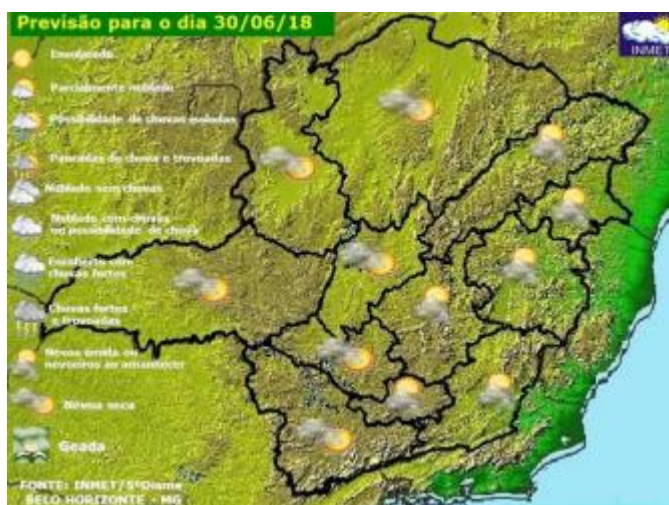 Previsão para o dia 30/06/18
INMET
Ensolarado
Parcialmente nublado
Possibilidade de chuvas isoladas
Pancadas de chuva e trovoadas
Nublado sem chuvas
Nublado com chuvas
ou possibilidade de chuva
Encoberto com
chuvas fortes
Chuvas fortes
e trovoadas
Névoa úmida ou
nevoeiros ao amanhecer
Névoa seca
Geada
FONTE: INMET/5ºDisme
BELO HORIZONTE - MG